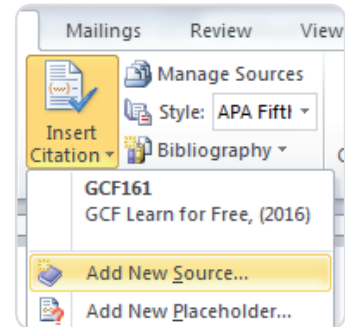 Mailings Review View
Manage Sources
Style: APA Fifth
Insert
Citation
Bibliography
GCF161
GCF Learn for Free, (2016)
Add New Source...
Add New Placeholder...